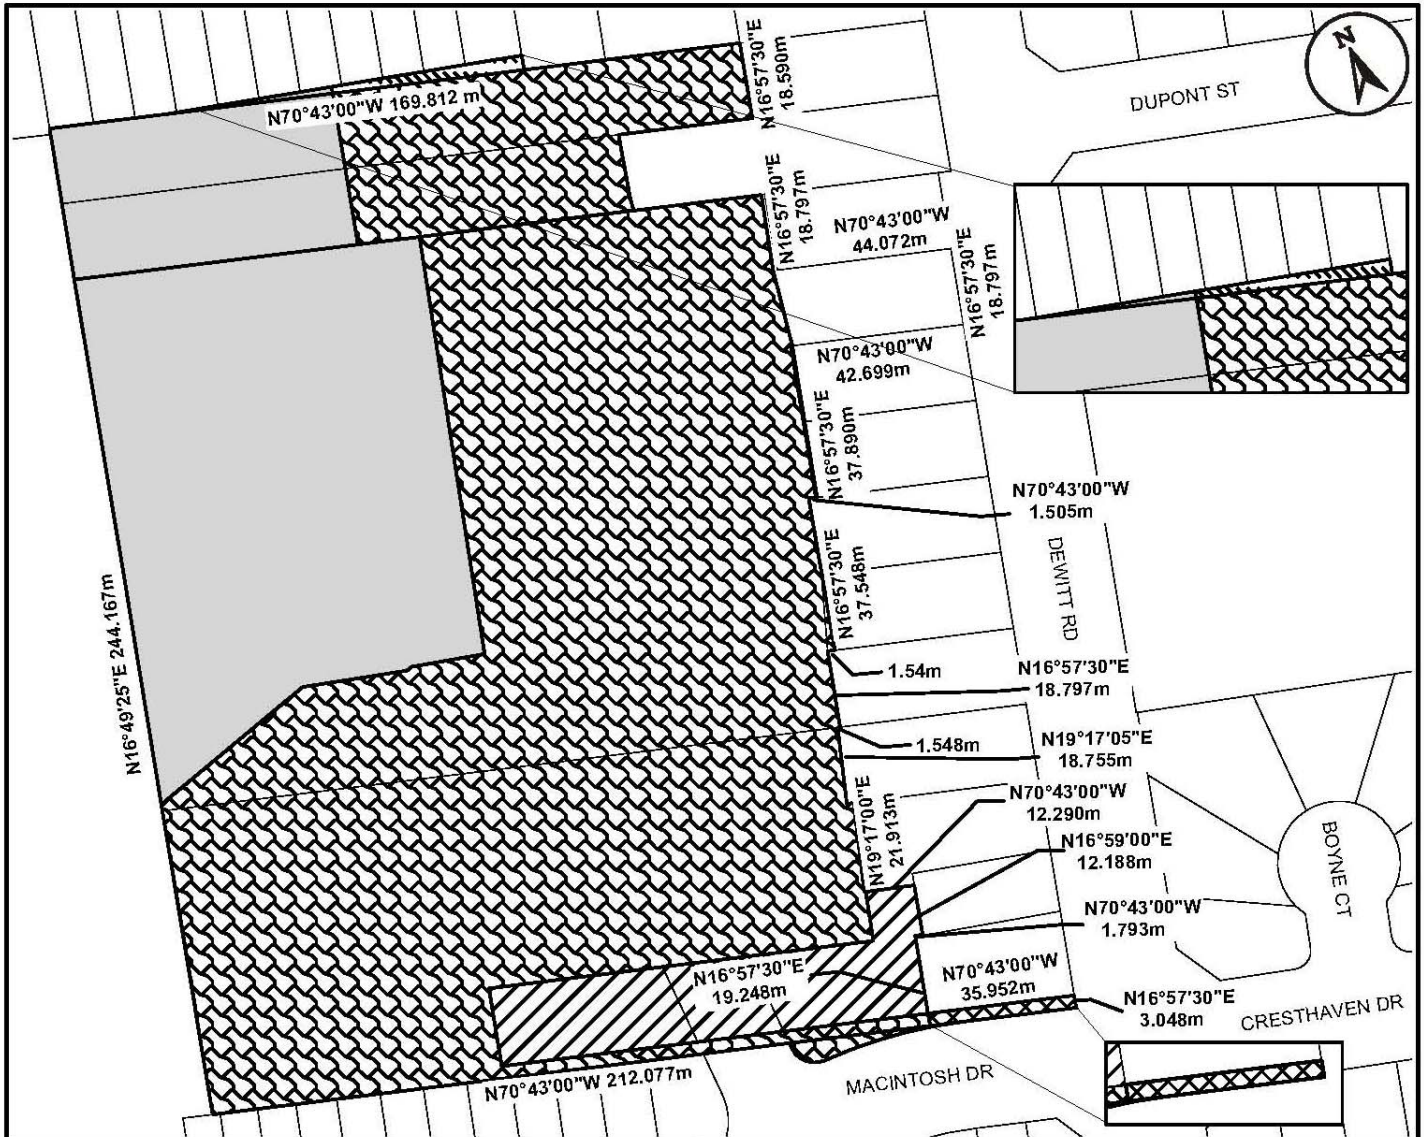 N
DUPONT ST
N16°57'30"E
18.590m
N70°43'00"W 169.812 m
N16°57'30"E
18.797m
N70°43'00"W
44.072m
N16°57'30"E
18.797m
N70°43'00"W
42.699m
N16°57'30"E
37.890m
N70°43'00"W
1.505m
N16°57'30"E
37.548m
DEWITT RD
N16°49'25"E 244.167m
1.54m
N16°57'30"E
18.797m
1.548m
N19°17'05"E
18.755m
N19°17'00"E
21.913m
N70°43'00"W
12.290m
N16°59'00"E
12.188m
BOYNE CT
N70°43'00"W
1.793m
N16°57'30"E
19.248m
N70°43'00"W
35.952m
N16°57'30"E
3.048m
CRESTHAVEN DR
MACINTOSH DR
N70°43'00"W 212.077m